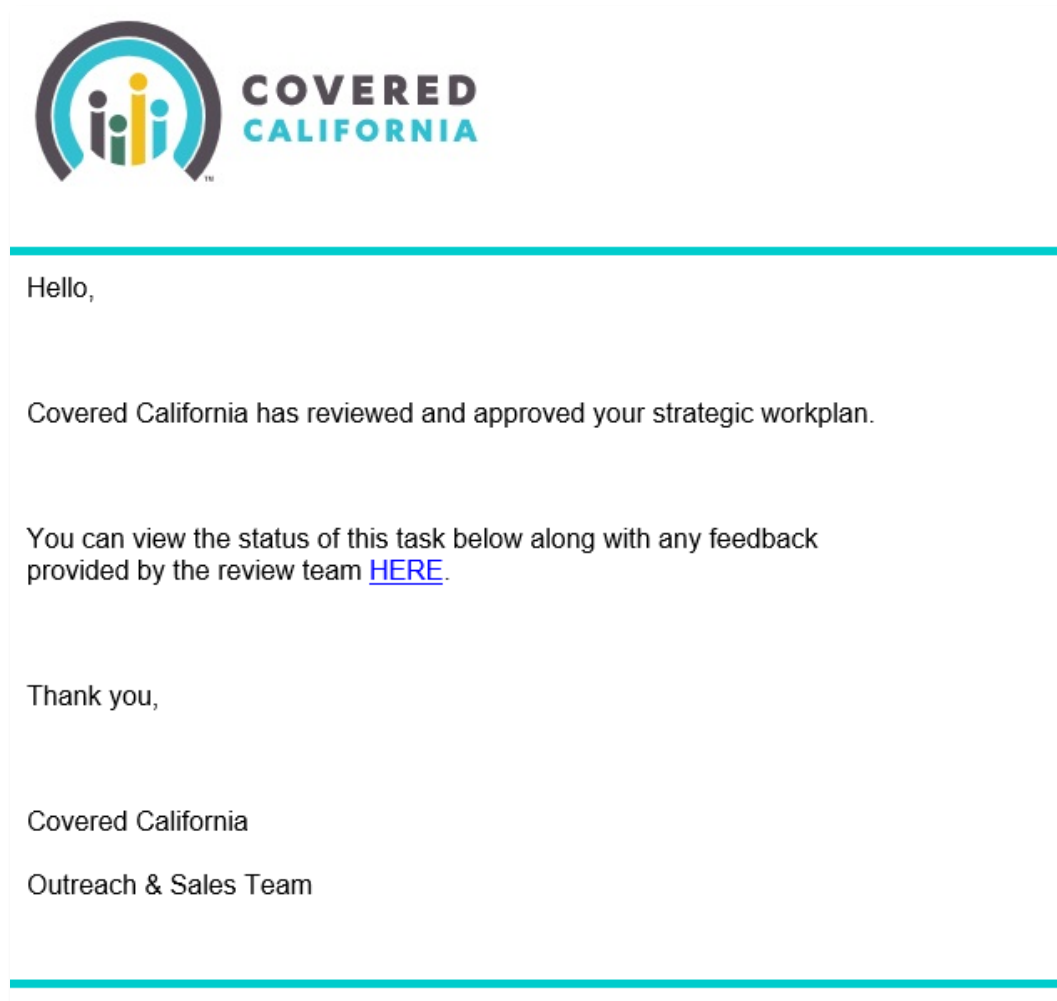 COVERED
CALIFORNIA
TM
Hello,
Covered California has reviewed and approved your strategic workplan.
You can view the status of this task below along with any feedback
provided by the review team HERE.
Thank you,
Covered California
Outreach & Sales Team